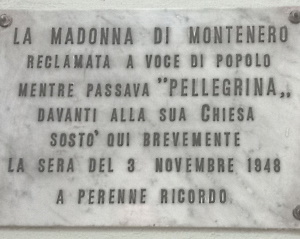 LA MADONNA DI MONTENERO
RECLAMATA A VOCE DI POPOLO
MENTRE PASSAVA "PELLEGRINA„
DAVANTI ALLA SUA CHIESA
SOSTO' QUI BREVEMENTE
LA SERA DEL 3 NOVEMBRE 1948
A PERENNE RICORDO.